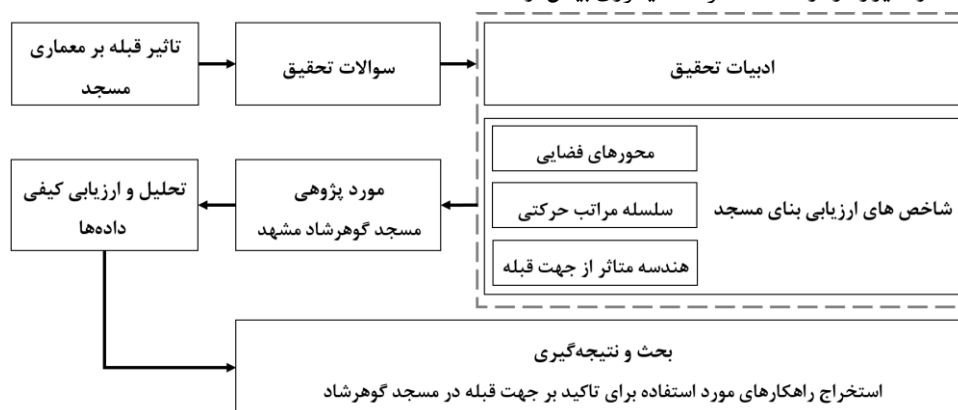 تاثیر قبله بر معماری
مسجد
سوالات تحقیق
ادبیات تحقیق
محورهای فضایی
شاخص های ارزیابی بنای مسجد
سلسله مراتب حرکتی
هندسه متاثر از جهت قبله
مورد پژوهی
مسجد گوهرشاد مشهد
تحلیل و ارزیابی کیفی
داده‌ها
بحث و نتیجه‌گیری
استخراج راهکارهای مورد استفاده برای تاکید بر جهت قبله در مسجد گوهرشاد